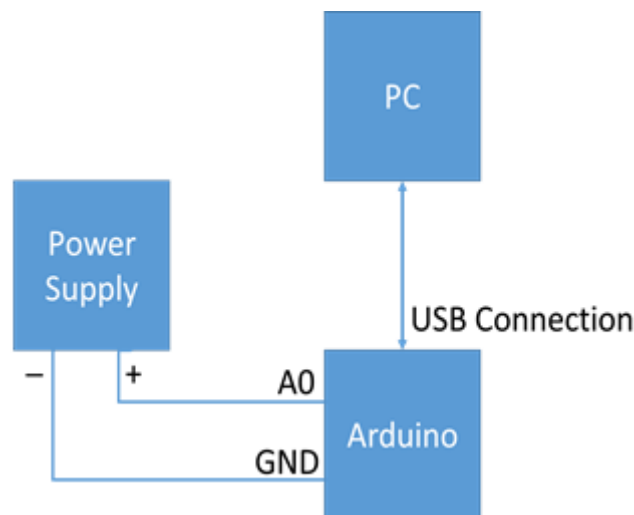 PC
Power
Supply
USB Connection
– +
A0
GND
Arduino